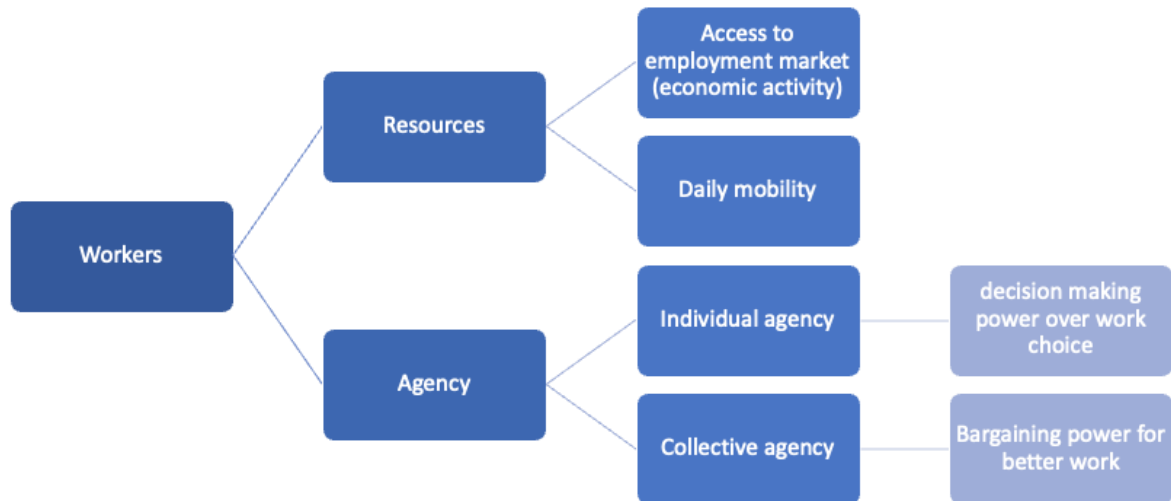 Access to
employment market
(economic activity)
Resources
Daily mobility
Workers
Individual agency
decision making
power over work
choice
Agency
Collective agency
Bargaining power for
better work